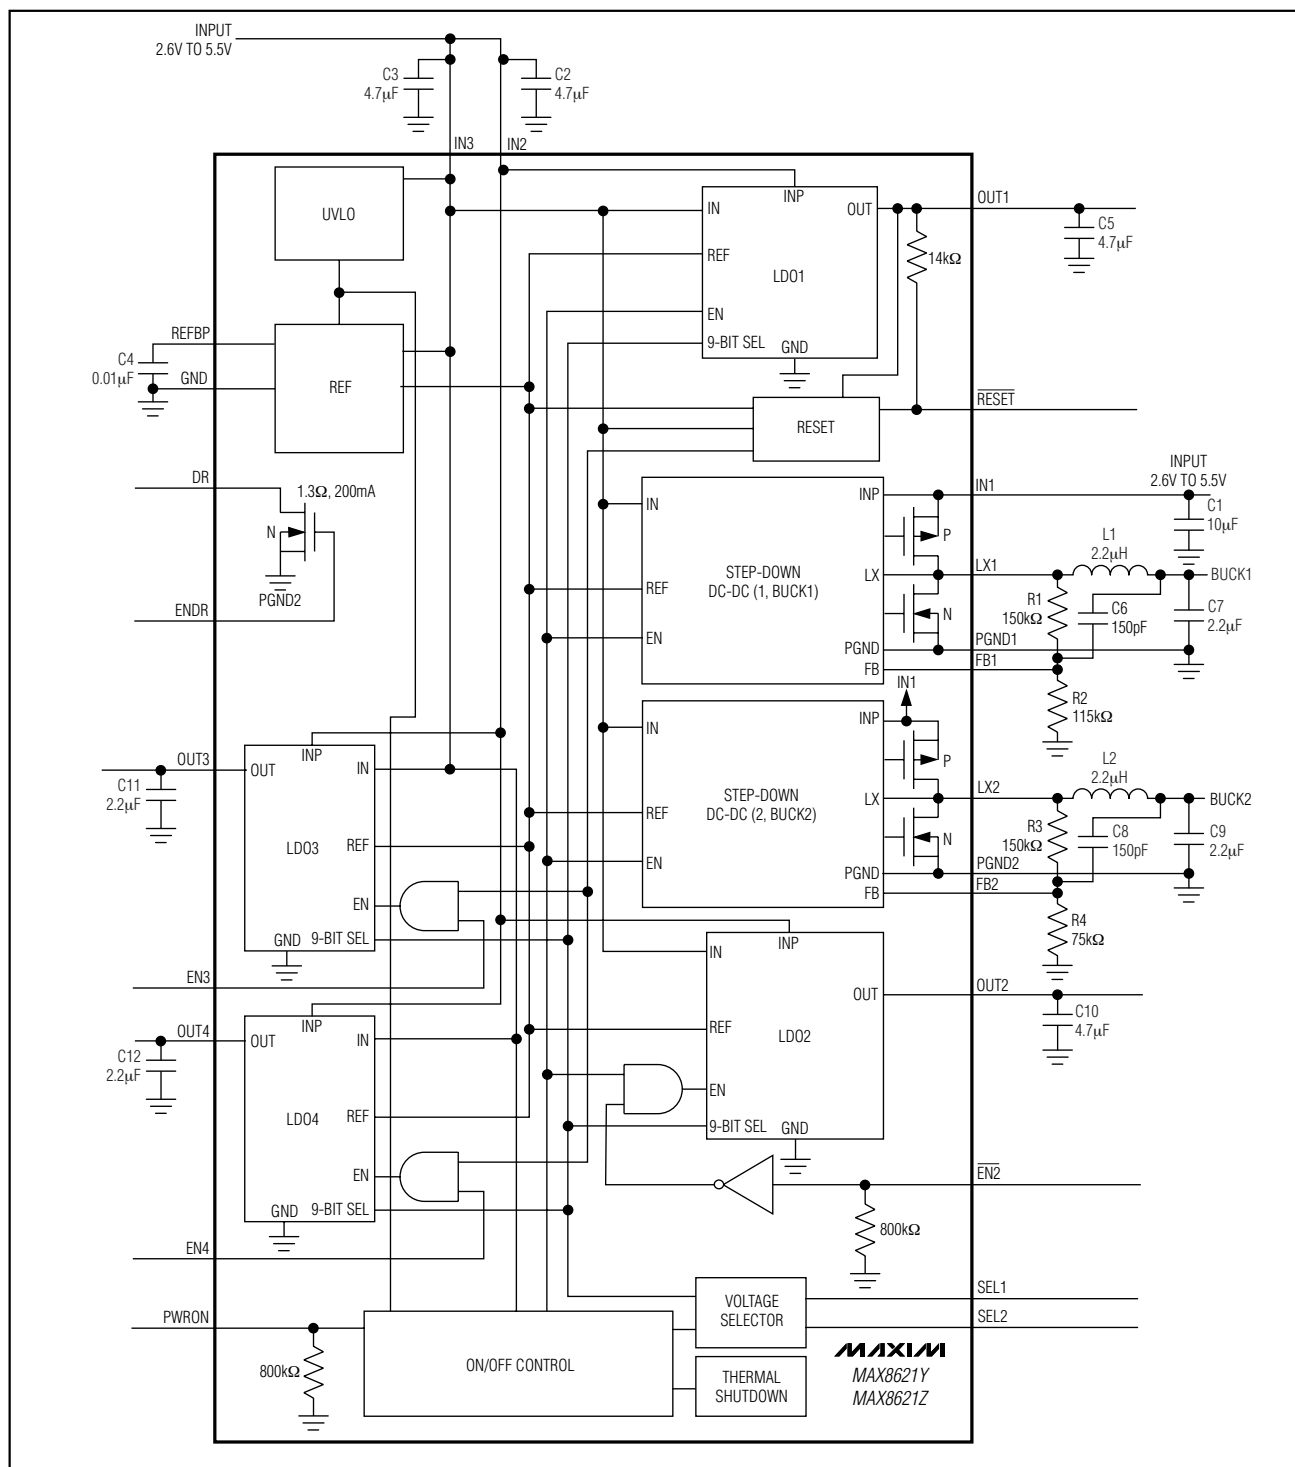 INPUT
2.6V TO 5.5V
C3
4.7µF
C2
4.7µF
IN3
IN2
UVLO
INP
IN
OUT
OUT1
C5
4.7µF
REF
LDO1
14kΩ
EN
9-BIT SEL
GND
REFBP
C4
0.01µF
GND
REF
RESET
RESET
DR
1.3Ω, 200mA
N
PGND2
ENDR
INP
IN
IN1
INPUT
2.6V TO 5.5V
C1
10µF
P
STEP-DOWN
DC-DC (1, BUCK1)
REF
LX
LX1
L1
2.2µH
BUCK1
N
R1
150kΩ
C6
150pF
C7
2.2µF
EN
PGND
PGND1
FB
FB1
R2
115kΩ
IN1
INP
IN
P
STEP-DOWN
DC-DC (2, BUCK2)
REF
LX
LX2
L2
2.2µH
BUCK2
N
R3
150kΩ
C8
150pF
C9
2.2µF
EN
PGND
PGND2
FB
FB2
R4
75kΩ
OUT3
C11
2.2µF
OUT
INP
IN
LDO3
REF
EN
GND
9-BIT SEL
EN3
INP
IN
OUT
OUT2
C10
4.7µF
REF
LDO2
EN
9-BIT SEL
GND
OUT4
C12
2.2µF
OUT
INP
IN
LDO4
REF
EN
GND
9-BIT SEL
EN4
EN2
800kΩ
PWRON
800kΩ
ON/OFF CONTROL
VOLTAGE
SELECTOR
SEL1
SEL2
THERMAL
SHUTDOWN
MAXIM
MAX8621Y
MAX8621Z